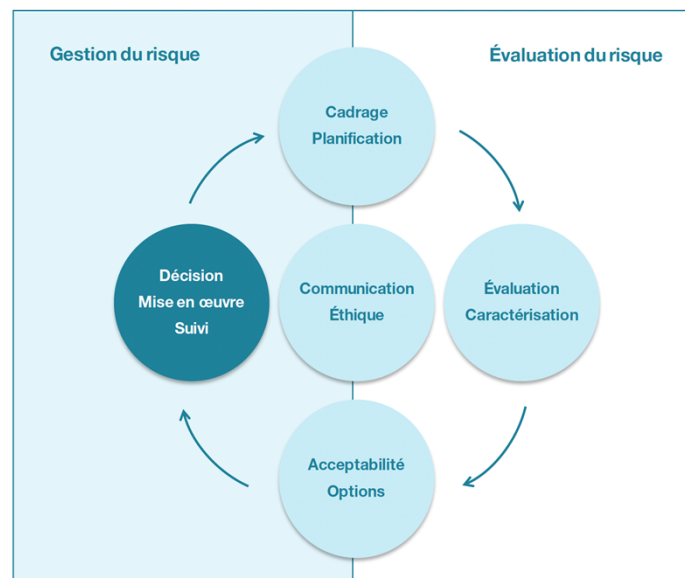 Gestion du risque
Évaluation du risque
Cadrage
Planification
Décision
Mise en œuvre
Suivi
Communication
Éthique
Évaluation
Caractérisation
Acceptabilité
Options